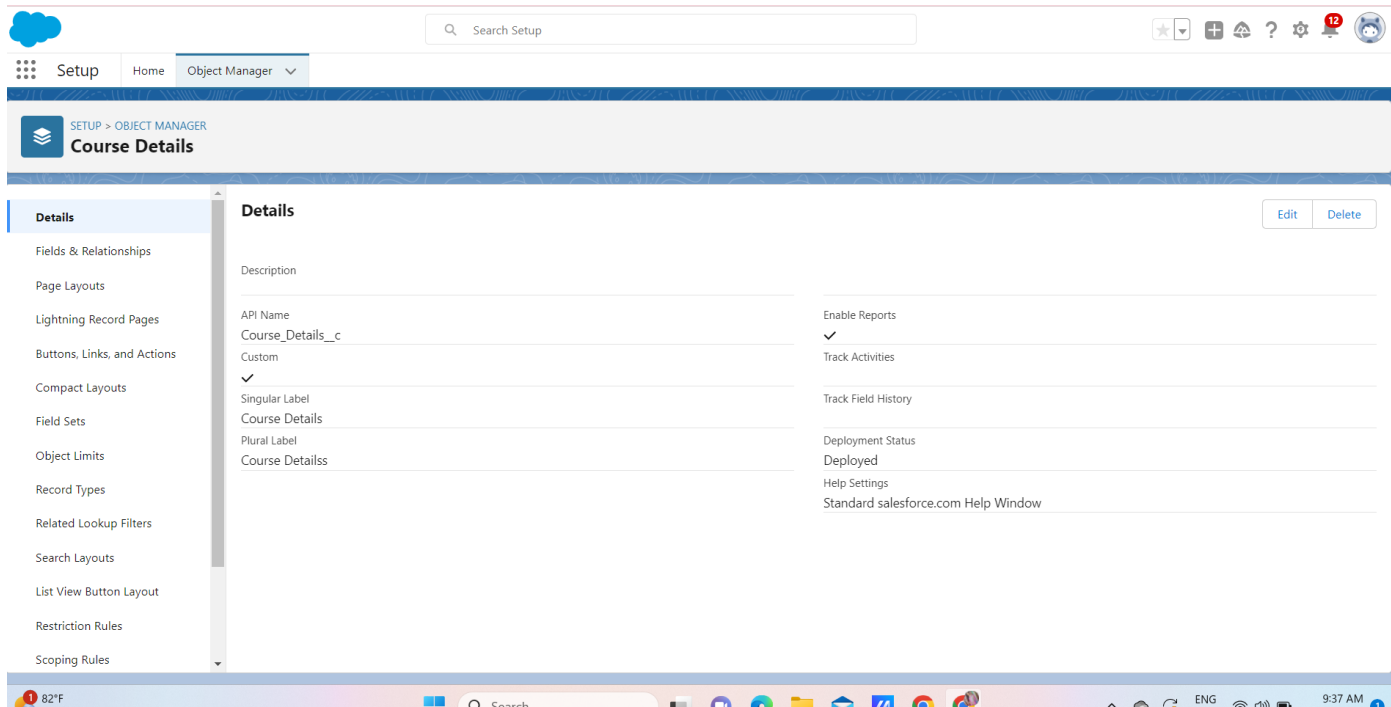 Search Setup
12
Setup
Home
Object Manager
SETUP > OBJECT MANAGER
Course Details
Details
Fields & Relationships
Page Layouts
Lightning Record Pages
Buttons, Links, and Actions
Compact Layouts
Field Sets
Object Limits
Record Types
Related Lookup Filters
Search Layouts
List View Button Layout
Restriction Rules
Scoping Rules
Details
Edit
Delete
Description
API Name
Course_Details__c
Custom
Singular Label
Course Details
Plural Label
Course Detailss
Enable Reports
Track Activities
Track Field History
Deployment Status
Deployed
Help Settings
Standard salesforce.com Help Window
1
82°F
Search
ENG
9:37 AM
1